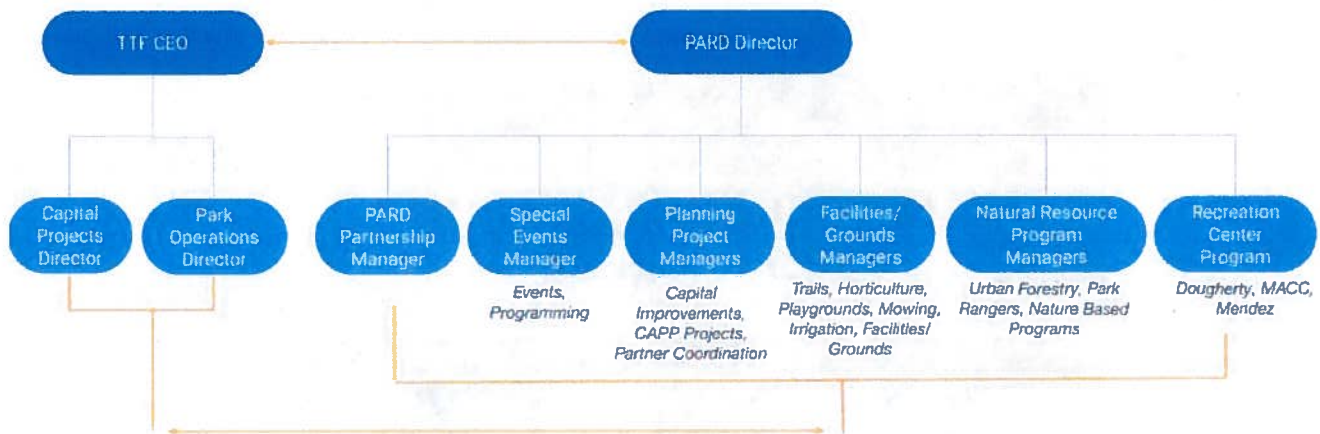 TTF CEO
PARD Director
Capital
Projects
Director
Park
Operations
Director
PARD
Partnership
Manager
Special
Events
Manager
Events,
Programming
Planning
Project
Managers
Capital
Improvements,
CAPP Projects,
Partner Coordination
Facilities/
Grounds
Managers
Trails, Horticulture,
Playgrounds, Mowing,
Irrigation, Facilities/
Grounds
Natural Resource
Program
Managers
Urban Forestry, Park
Rangers, Nature Based
Programs
Recreation
Center
Program
Dougherty, MACC,
Mendez